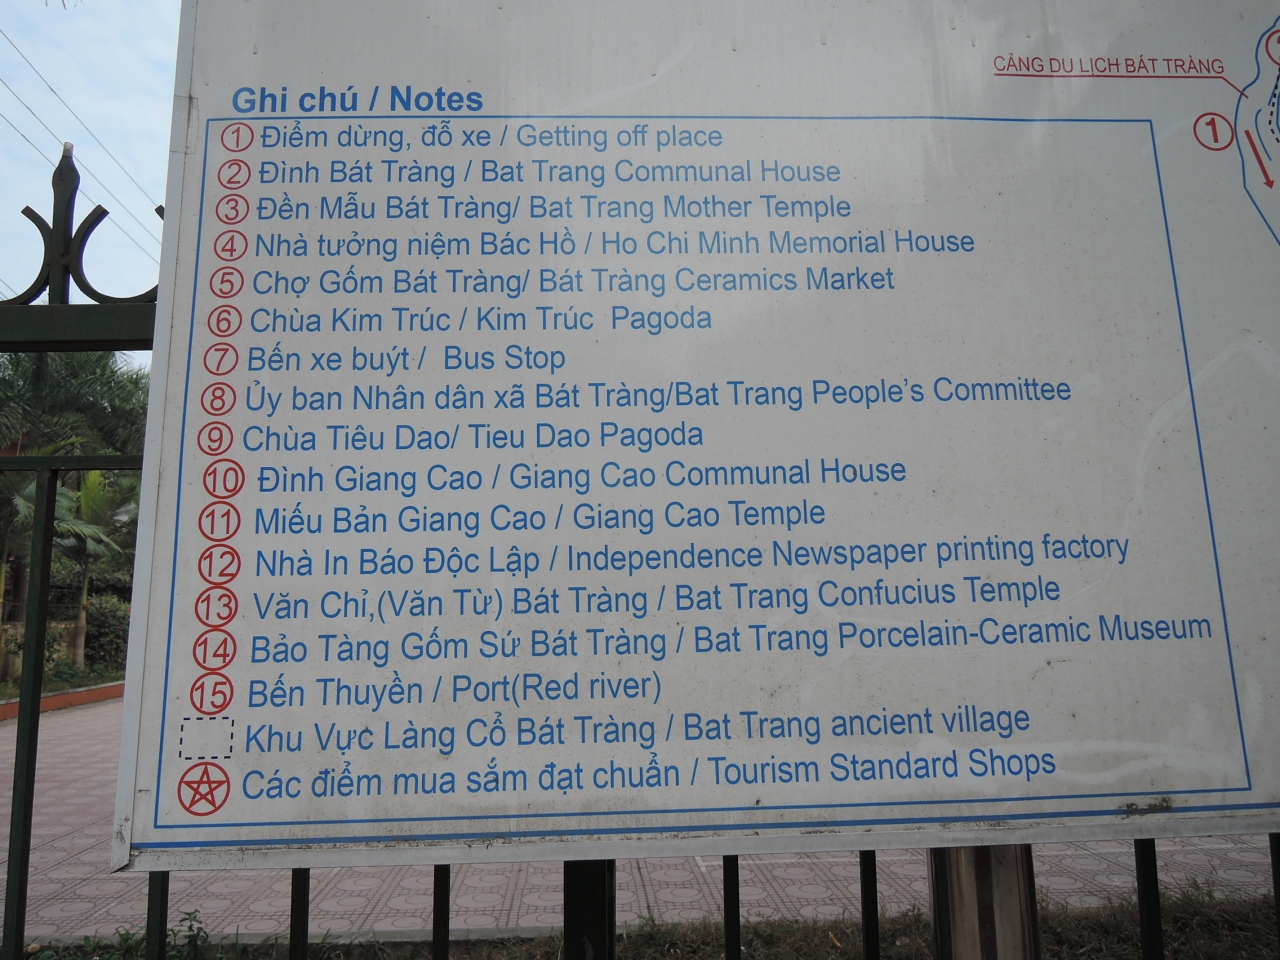 CẢNG DU LỊCH BÁT TRÀNG
1
Ghi chú / Notes
1 Điểm dừng, đỗ xe / Getting off place
2 Đình Bát Tràng / Bat Trang Communal House
3 Đền Mẫu Bát Tràng/ Bat Trang Mother Temple
4 Nhà tưởng niệm Bác Hồ / Ho Chi Minh Memorial House
5 Chợ Gốm Bát Tràng/ Bát Tràng Ceramics Market
6 Chùa Kim Trúc / Kim Trúc Pagoda
7 Bến xe buýt / Bus Stop
8 Ủy ban Nhân dân xã Bát Tràng/Bat Trang People's Committee
9 Chùa Tiêu Dao/ Tieu Dao Pagoda
10 Đình Giang Cao / Giang Cao Communal House
11 Miếu Bản Giang Cao / Giang Cao Temple
12 Nhà In Báo Độc Lập / Independence Newspaper printing factory
13 Văn Chỉ,(Văn Từ) Bát Tràng / Bat Trang Confucius Temple
14 Bảo Tàng Gốm Sứ Bát Tràng / Bat Trang Porcelain-Ceramic Museum
15 Bến Thuyền / Port(Red river)
Khu Vực Làng Cổ Bát Tràng / Bat Trang ancient village
Các điểm mua sắm đạt chuẩn / Tourism Standard Shops